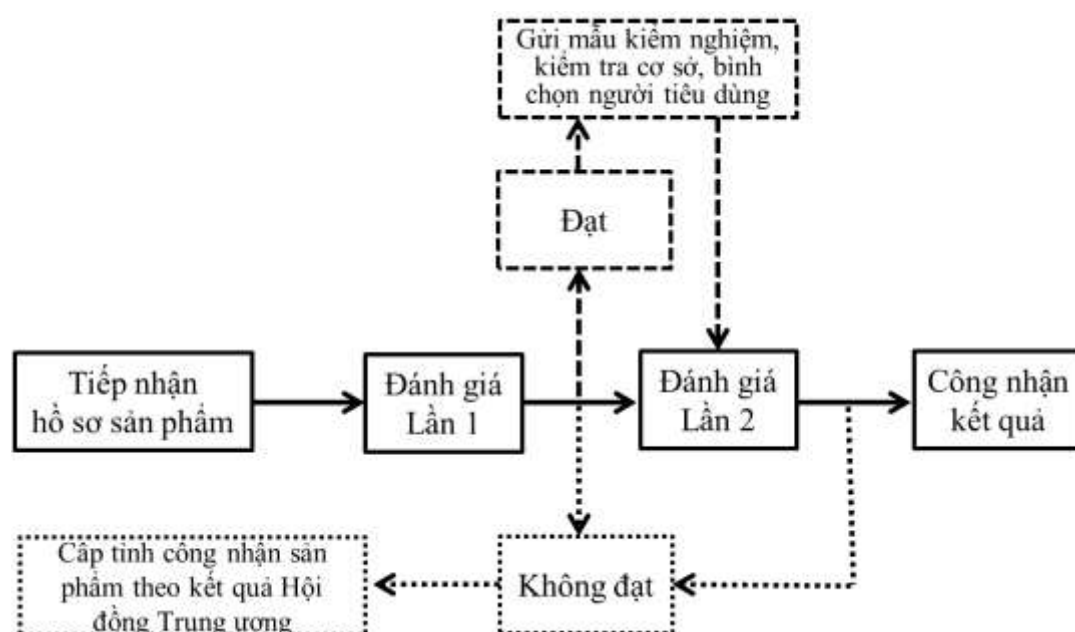 Gửi mẫu kiểm nghiệm,
kiểm tra cơ sở, bình
chọn người tiêu dùng
Đạt
Tiếp nhận
hồ sơ sản phẩm
Đánh giá
Lần 1
Đánh giá
Lần 2
Công nhận
kết quả
Cấp tỉnh công nhận sản
phẩm theo kết quả Hội
đồng Trung ương
Không đạt